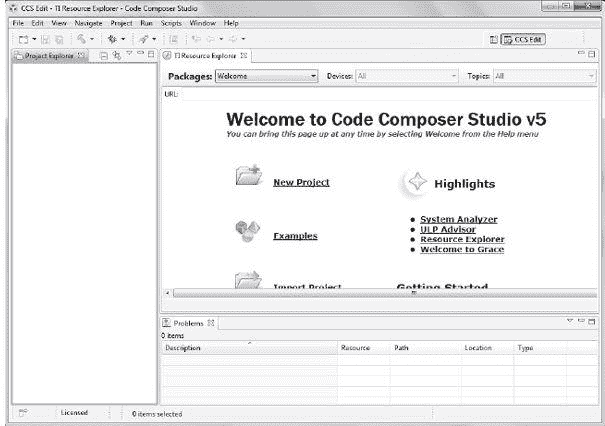 CCS Edit - TI Resource Explorer - Code Composer Studio
File Edit View Navigate Project Run Scripts Window Help
CCS Edit
Project Explorer
TI Resource Explorer
Packages: Welcome Devices: All Topics: All
URL:
Welcome to Code Composer Studio v5
You can bring this page up at any time by selecting Welcome from the Help menu
New Project
Highlights
Examples
System Analyzer
ULP Advisor
Resource Explorer
Welcome to Grace
Import Project
Getting Started
Problems
0 items
Description Resource Path Location Type
Licensed 0 items selected